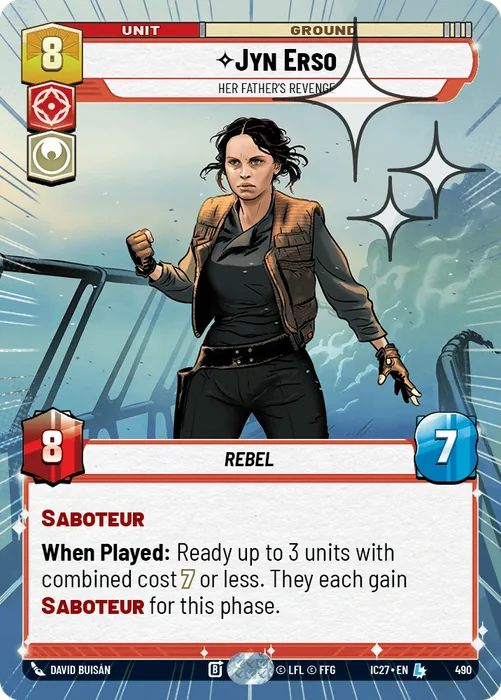 UNIT
GROUND
8
✧JYN ERSO
HER FATHER'S REVENGE
8
REBEL
7
SABOTEUR
When Played: Ready up to 3 units with
combined cost 7 or less. They each gain
SABOTEUR for this phase.
DAVID BUISÁN
B
© LFL © FFG
IC27•EN
L
490